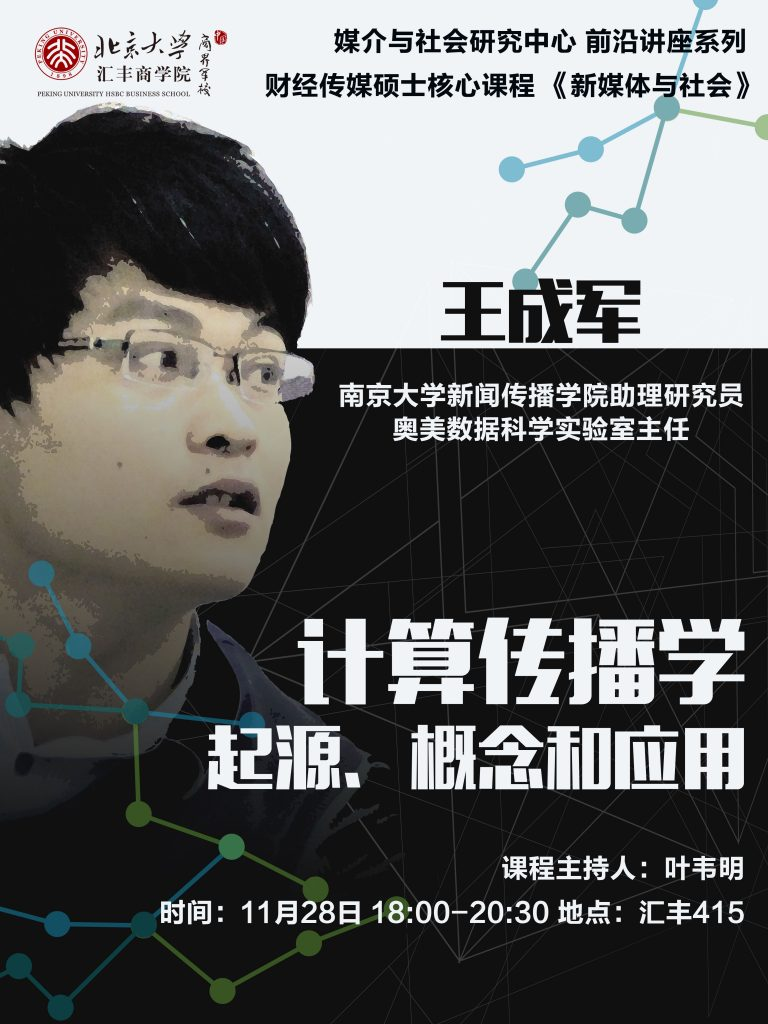 北京大学
汇丰商学院
商界军校
PEKING UNIVERSITY HSBC BUSINESS SCHOOL
PEKING UNIVERSITY
1898
媒介与社会研究中心 前沿讲座系列
财经传媒硕士核心课程 《新媒体与社会》
王成军
南京大学新闻传播学院助理研究员
奥美数据科学实验室主任
计算传播学
起源、概念和应用
课程主持人：叶韦明
时间：11月28日 18:00-20:30 地点：汇丰415